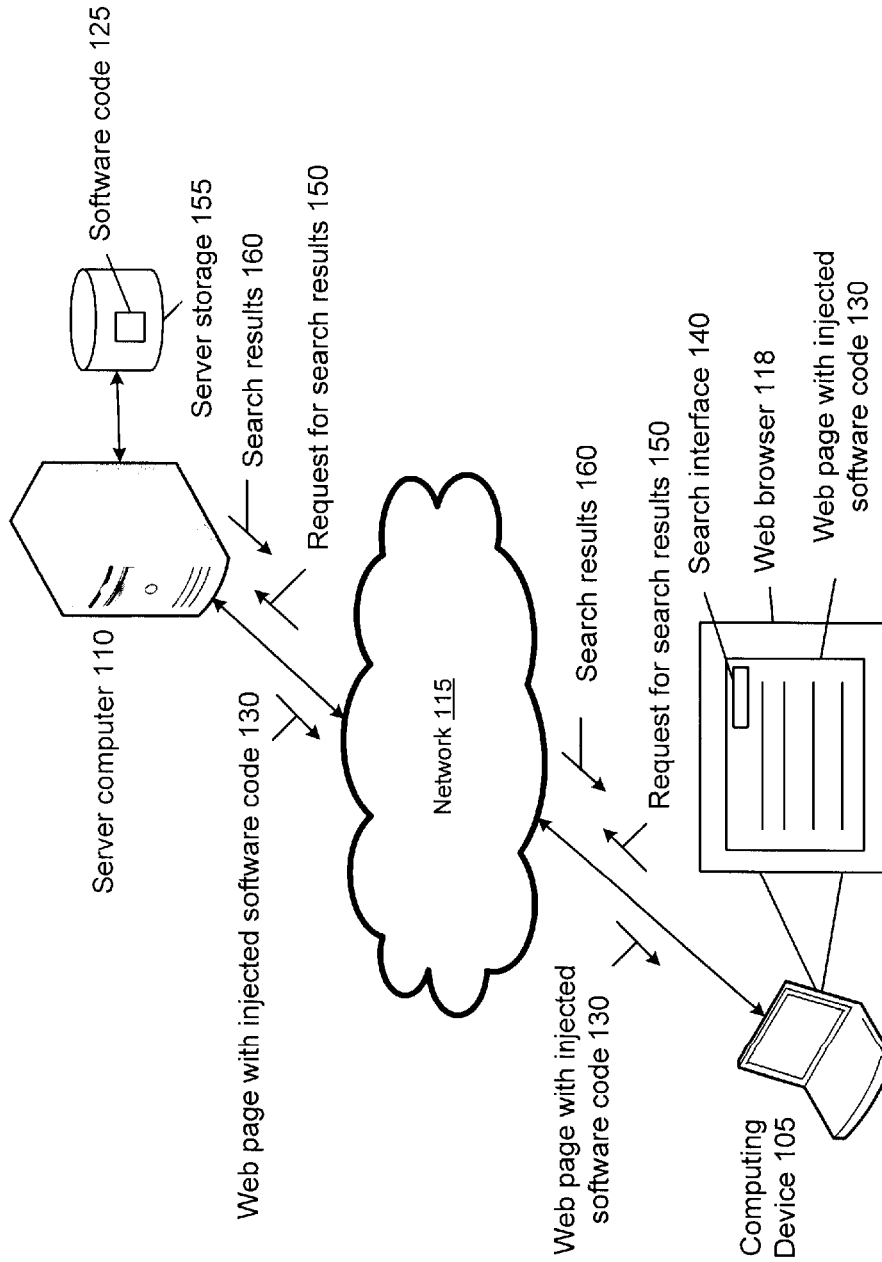 Software code 125
Server storage 155
Search results 160
Request for search results 150
Server computer 110
Web page with injected software code 130
Network 115
Search results 160
Request for search results 150
Web page with injected
software code 130
Search interface 140
Web browser 118
Web page with injected
software code 130
Computing
Device 105